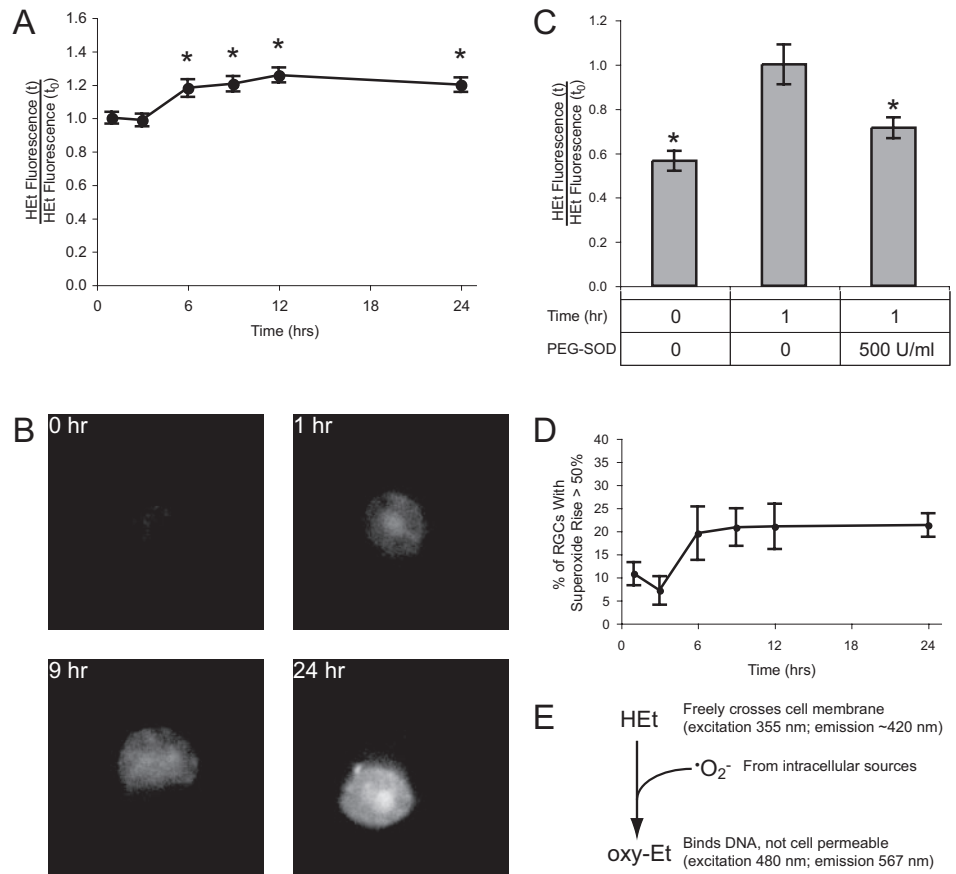 A
1.6
1.4
1.2
1.0
0.8
0.6
0.4
0.2
0.0
HEt Fluorescence (t)
HEt Fluorescence (t0)
* * * *
0 6 12 18 24
Time (hrs)
C
1.2
1.0
0.8
0.6
0.4
0.2
0.0
HEt Fluorescence (t)
HEt Fluorescence (t0)
* *
Time (hr) 0 1 1
PEG-SOD 0 0 500 U/ml
B
0 hr
1 hr
9 hr
24 hr
D
40
35
30
25
20
15
10
5
0
% of RGCs With
Superoxide Rise > 50%
0 6 12 18 24
Time (hrs)
E
HEt
Freely crosses cell membrane
(excitation 355 nm; emission ~420 nm)
•O2- From intracellular sources
oxy-Et
Binds DNA, not cell permeable
(excitation 480 nm; emission 567 nm)